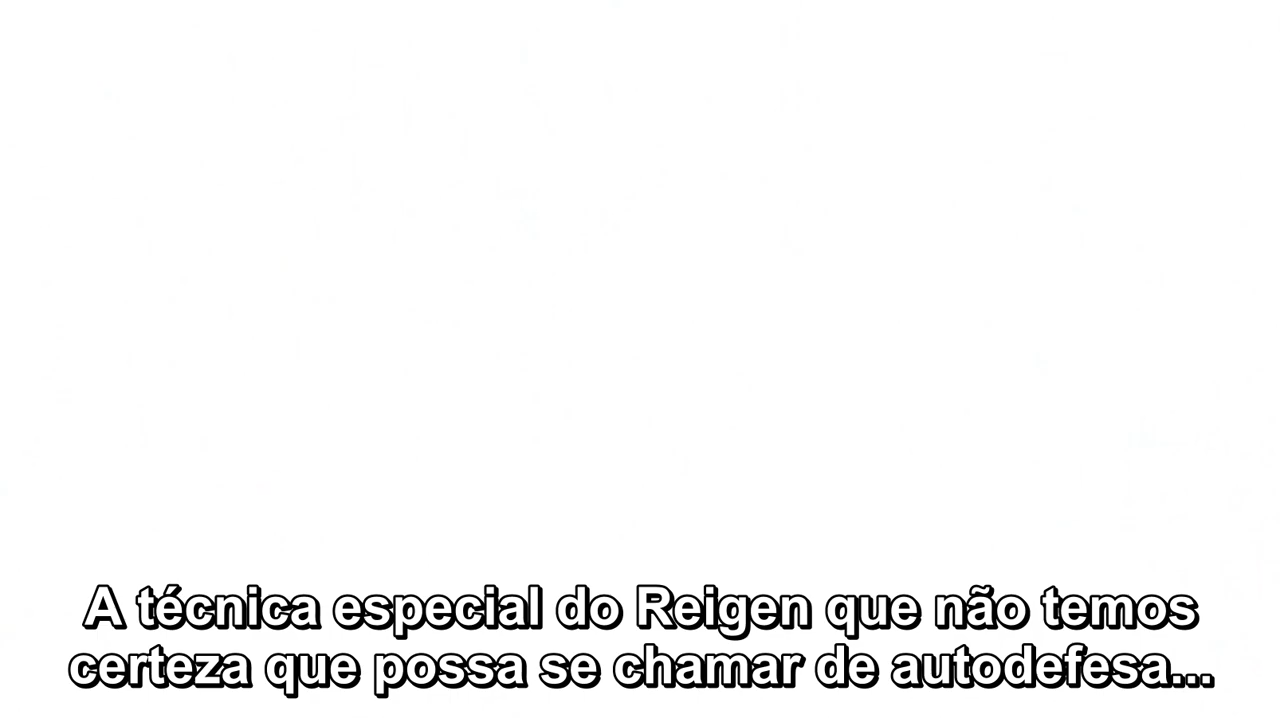 A técnica especial do Reigen que não temos
certeza que possa se chamar de autodefesa...